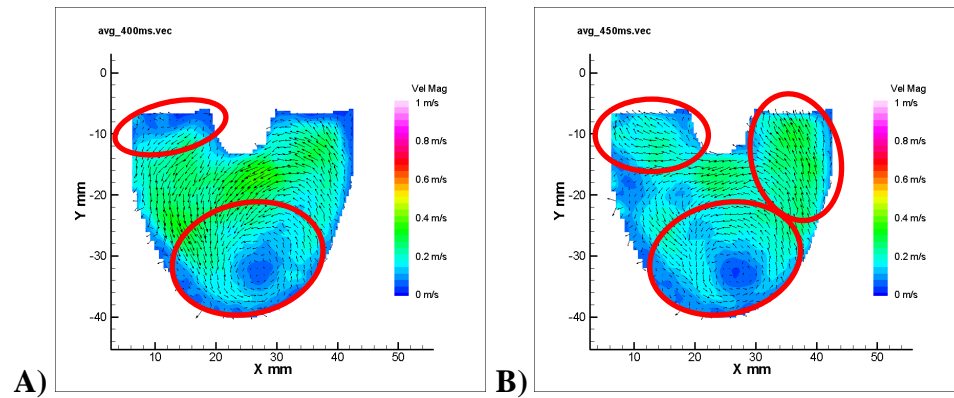 avg_400ms.vec
Vel Mag
1 m/s
0.8 m/s
0.6 m/s
0.4 m/s
0.2 m/s
0 m/s
Y mm
0
-10
-20
-30
-40
10 20 30 40 50
X mm
A)
avg_450ms.vec
Vel Mag
1 m/s
0.8 m/s
0.6 m/s
0.4 m/s
0.2 m/s
0 m/s
Y mm
0
-10
-20
-30
-40
10 20 30 40 50
X mm
B)